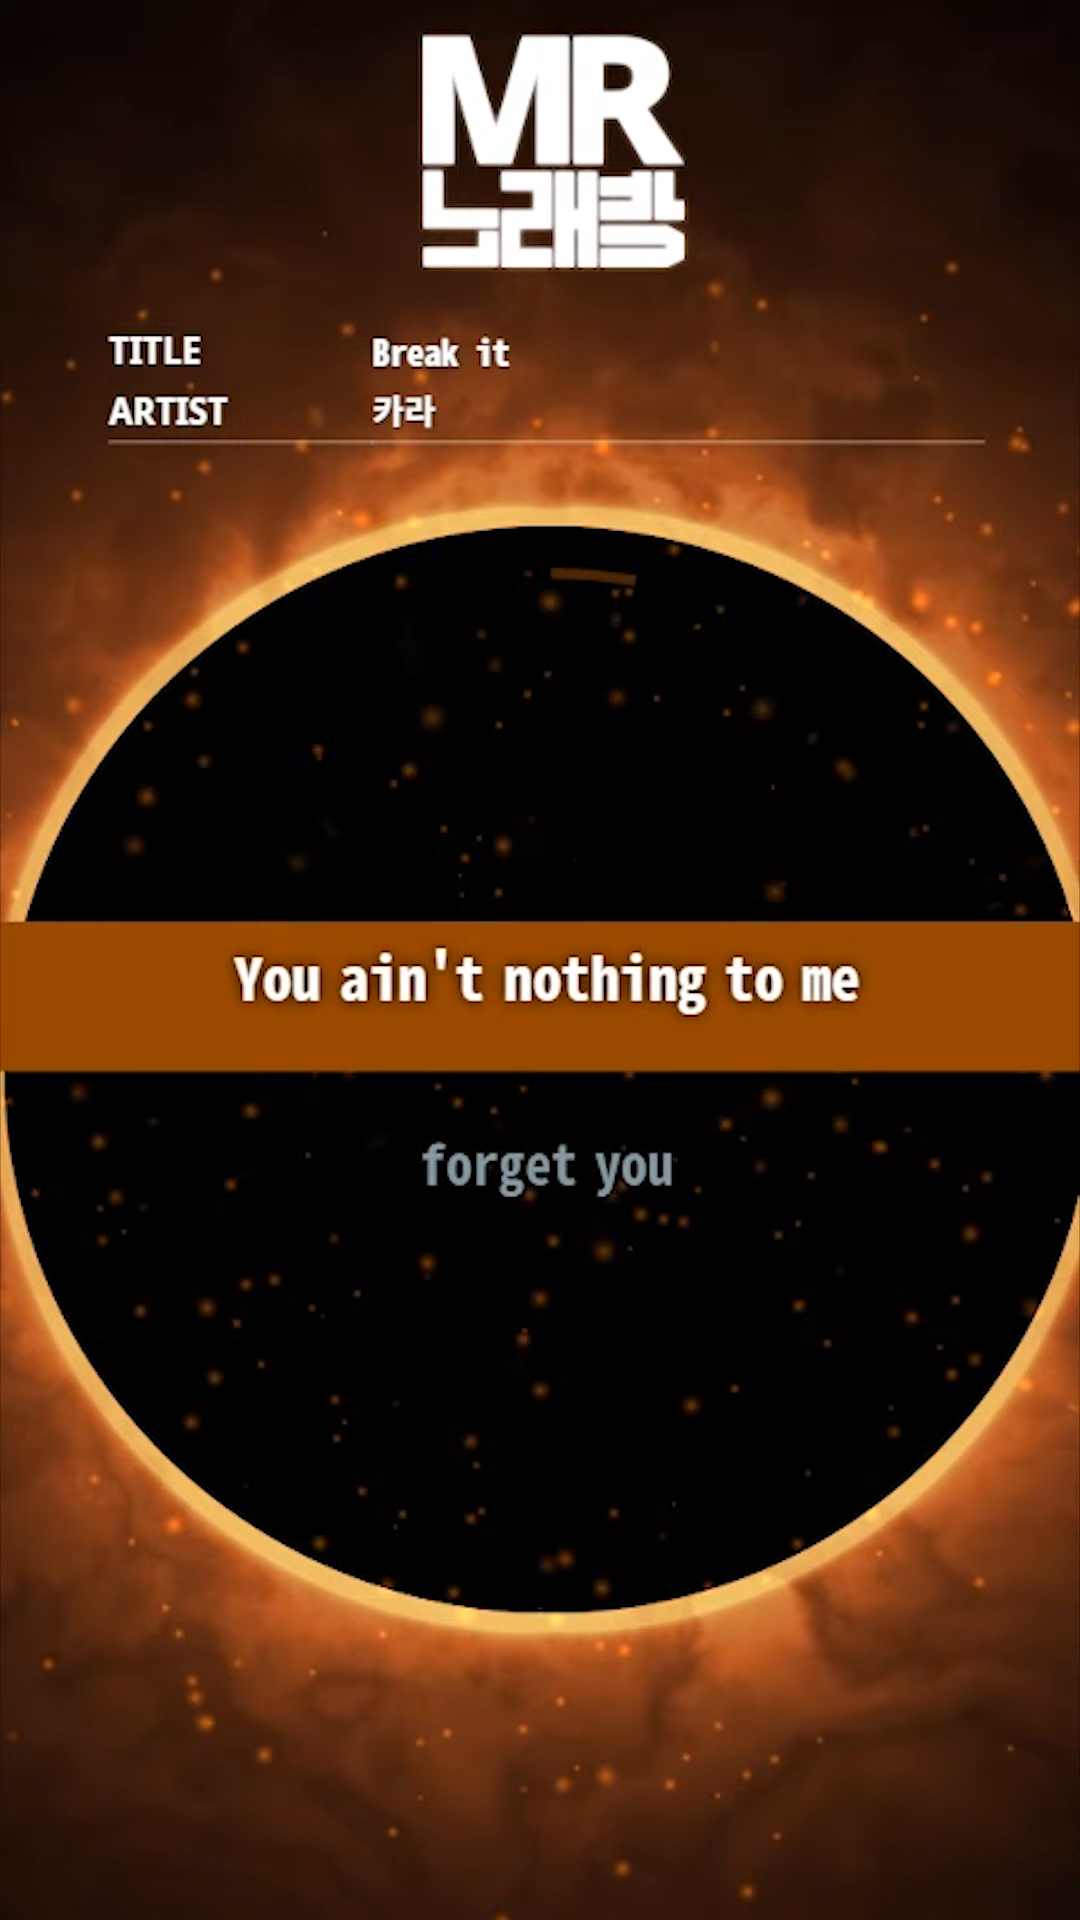 MR
노래방
TITLE Break it
ARTIST 카라
You ain't nothing to me
forget you